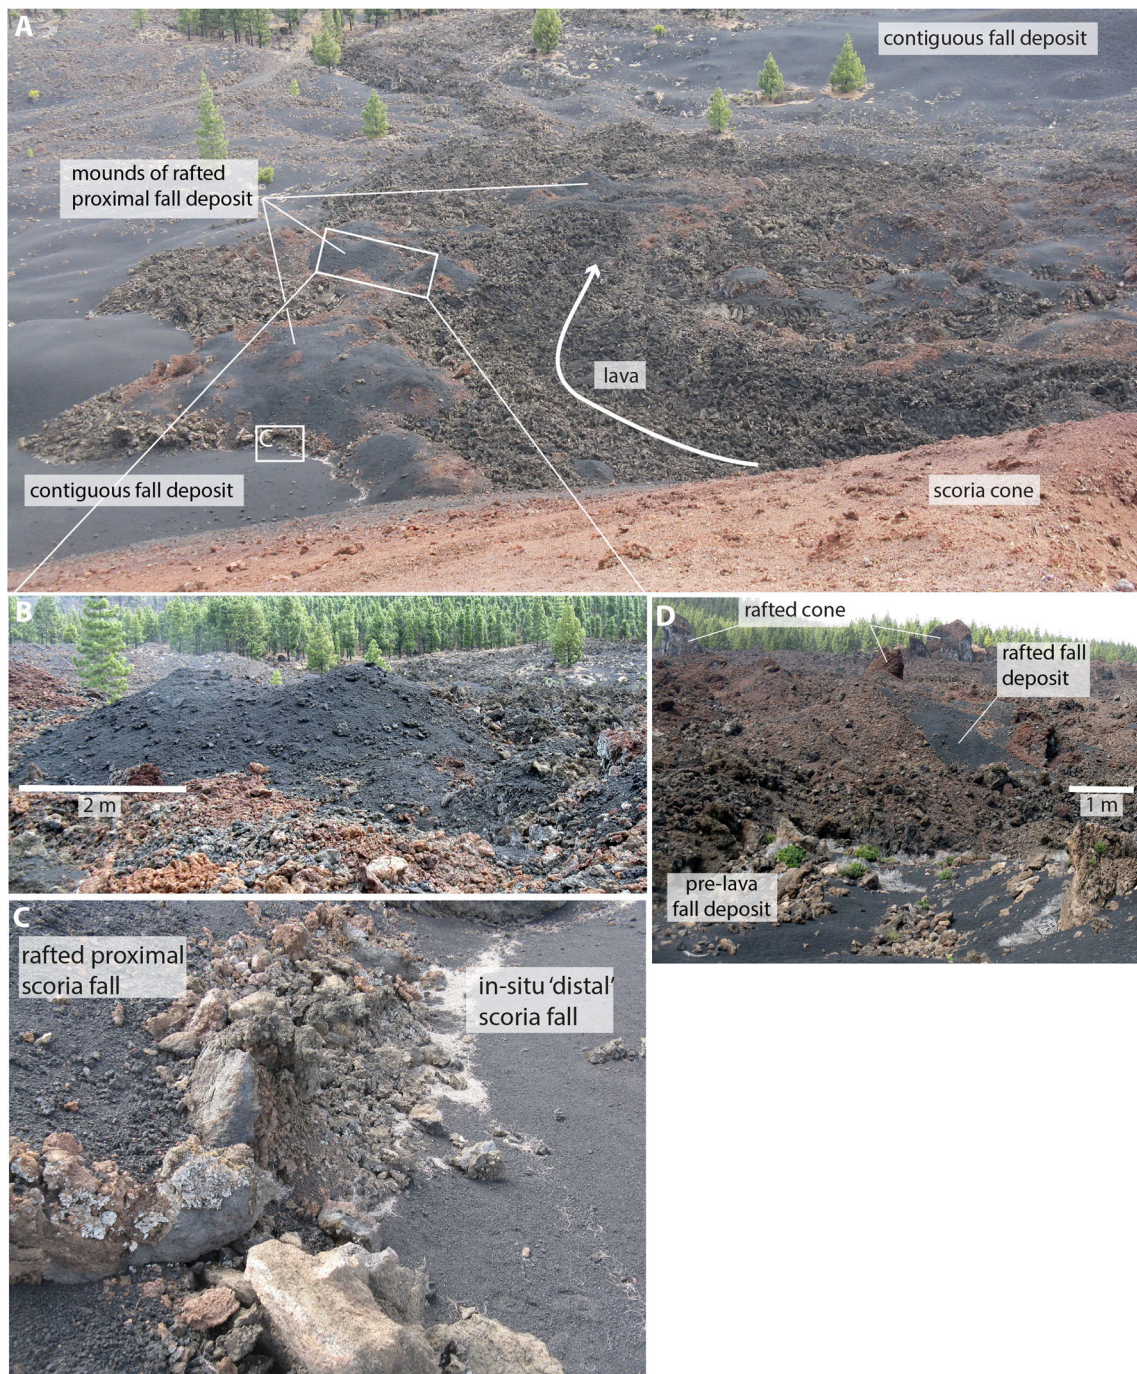 A
contiguous fall deposit
mounds of rafted
proximal fall deposit
lava
C
contiguous fall deposit
scoria cone
B
2 m
D
rafted cone
rafted fall
deposit
1 m
pre-lava
fall deposit
C
rafted proximal
scoria fall
in-situ ‘distal’
scoria fall